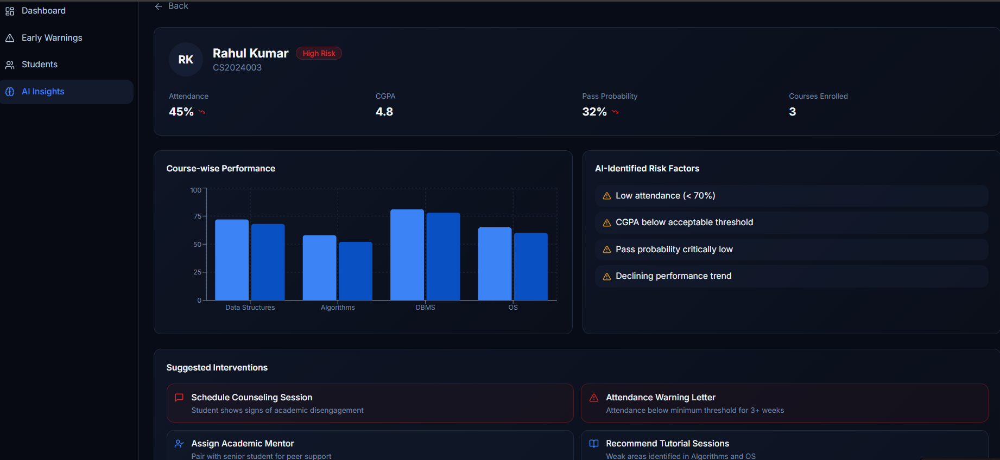 Dashboard
Early Warnings
Students
AI Insights
Back
RK
Rahul Kumar High Risk
CS2024003
Attendance
45%
CGPA
4.8
Pass Probability
32%
Courses Enrolled
3
Course-wise Performance
100
75
50
25
0
Data Structures Algorithms DBMS OS
AI-Identified Risk Factors
Low attendance (< 70%)
CGPA below acceptable threshold
Pass probability critically low
Declining performance trend
Suggested Interventions
Schedule Counseling Session
Student shows signs of academic disengagement
Attendance Warning Letter
Attendance below minimum threshold for 3+ weeks
Assign Academic Mentor
Pair with senior student for peer support
Recommend Tutorial Sessions
Weak areas identified in Algorithms and OS